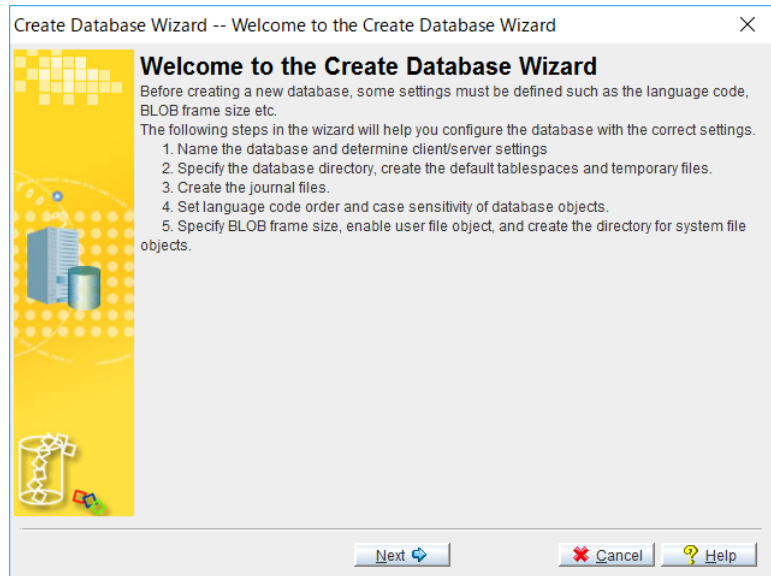 Create Database Wizard -- Welcome to the Create Database Wizard
Welcome to the Create Database Wizard
Before creating a new database, some settings must be defined such as the language code,
BLOB frame size etc.
The following steps in the wizard will help you configure the database with the correct settings.
1. Name the database and determine client/server settings
2. Specify the database directory, create the default tablespaces and temporary files.
3. Create the journal files.
4. Set language code order and case sensitivity of database objects.
5. Specify BLOB frame size, enable user file object, and create the directory for system file
objects.
Next Cancel Help